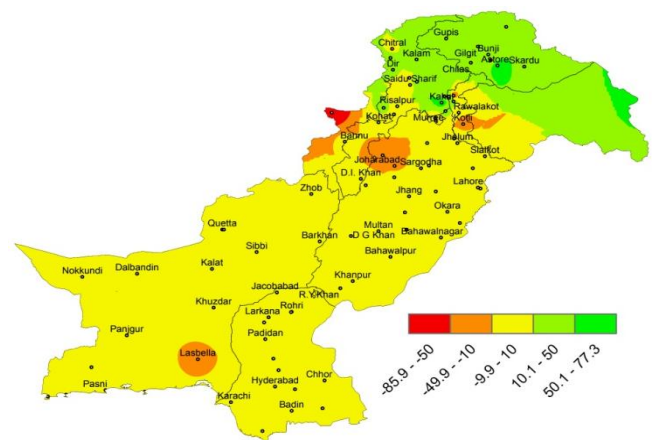 Gupis
Chitral
Kalam
Bunji
Gilgit
Dir
Astore
Skardu
Chilas
Saidu Sharif
Kakul
Risalpur
Rawalakot
Kohat
Murree
Kotli
Bannu
Jhelum
Joharabad
Sialkot
Sargodha
D.I. Khan
Zhob
Lahore
Jhang
Okara
Quetta
Multan
Barkhan
D G Khan
Bahawalnagar
Sibbi
Bahawalpur
Kalat
Nokkundi
Dalbandin
Khanpur
Jacobabad
R.Y.Khan
Khuzdar
Larkana
Rohri
Panjgur
Padidan
Lasbella
Pasni
Hyderabad
Chhor
Karachi
Badin
-85.9 - -50
-49.9 - -10
-9.9 - 10
10.1 - 50
50.1 - 77.3